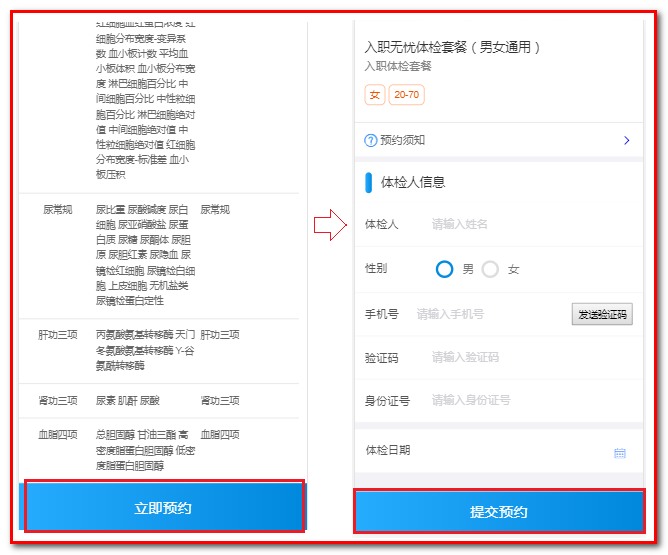 红细胞血红蛋白浓度 红
细胞分布宽度-变异系
数 血小板计数 平均血
小板体积 血小板分布宽
度 淋巴细胞百分比 中
间细胞百分比 中性粒细
胞百分比 淋巴细胞绝对
值 中间细胞绝对值 中
性粒细胞绝对值 红细胞
分布宽度-标准差 血小
板压积
尿常规 尿比重 尿酸碱度 尿白 尿常规
细胞 尿亚硝酸盐 尿蛋
白质 尿糖 尿酮体 尿胆
原 尿胆红素 尿隐血 尿
镜检红细胞 尿镜检白细
胞 上皮细胞 无机盐类
尿镜检蛋白定性
肝功三项 丙氨酸氨基转移酶 天门 肝功三项
冬氨酸氨基转移酶 Y-谷
氨酰转移酶
肾功三项 尿素 肌酐 尿酸 肾功三项
血脂四项 总胆固醇 甘油三酯 高 血脂四项
密度脂蛋白胆固醇 低密
度脂蛋白胆固醇
立即预约
入职无忧体检套餐（男女通用）
入职体检套餐
女 20-70
预约须知
体检人信息
体检人 请输入姓名
性别 男 女
手机号 请输入手机号 发送验证码
验证码 请输入验证码
身份证号 请输入身份证号
体检日期
提交预约